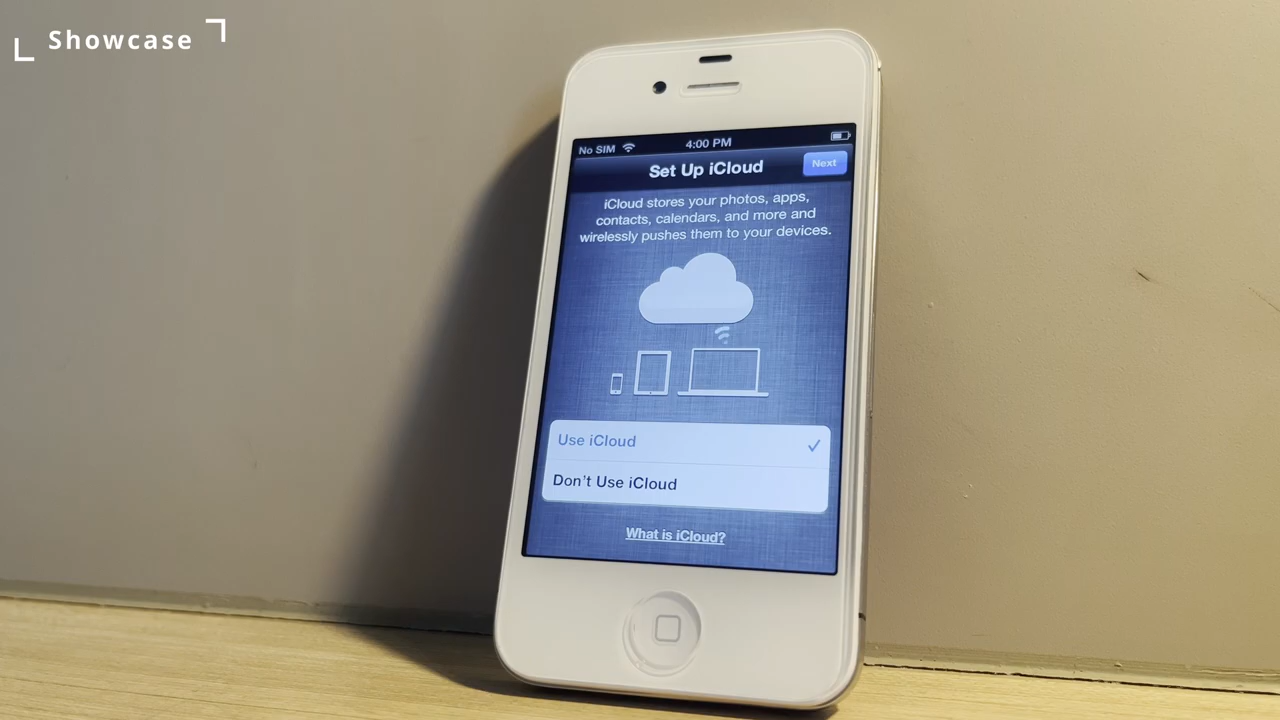 Showcase
No SIM 4:00 PM
Set Up iCloud
Next
iCloud stores your photos, apps,
contacts, calendars, and more and
wirelessly pushes them to your devices.
Use iCloud
Don't Use iCloud
What is iCloud?